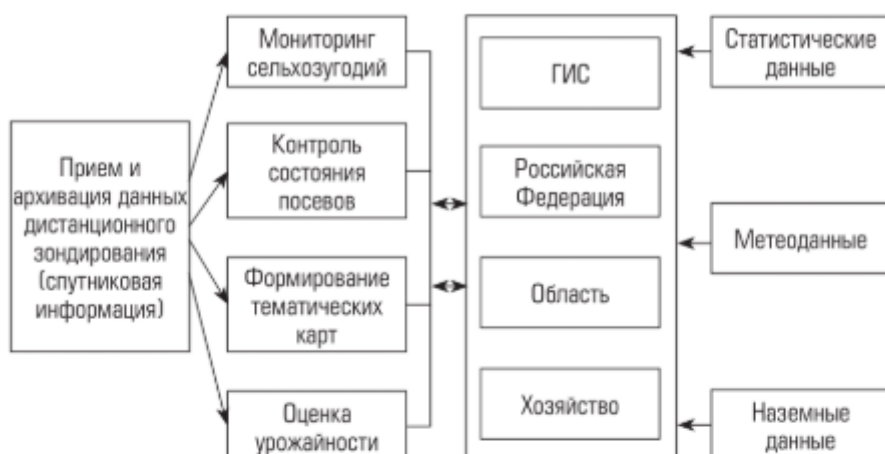 Прием и
архивация данных
дистанционного
зондирования
(спутниковая
информация)
Мониторинг
сельхозугодий
Контроль
состояния
посевов
Формирование
тематических
карт
Оценка
урожайности
ГИС
Российская
Федерация
Область
Хозяйство
Статистические
данные
Метеоданные
Наземные
данные